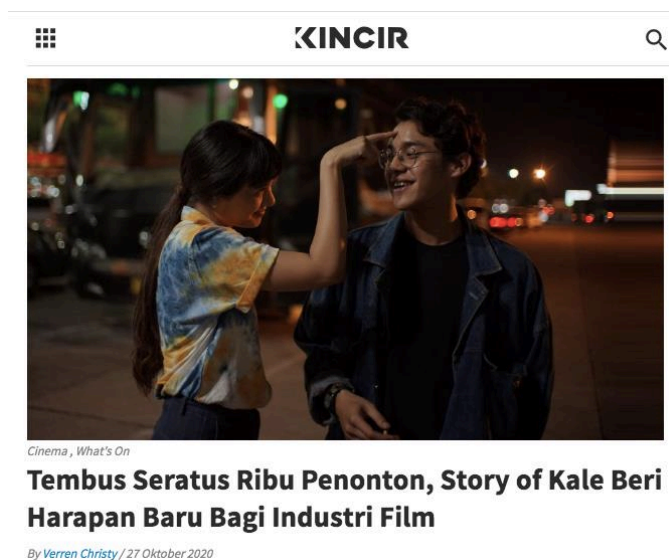 KINCIR
Cinema , What's On
Tembus Seratus Ribu Penonton, Story of Kale Beri
Harapan Baru Bagi Industri Film
By Verren Christy / 27 Oktober 2020